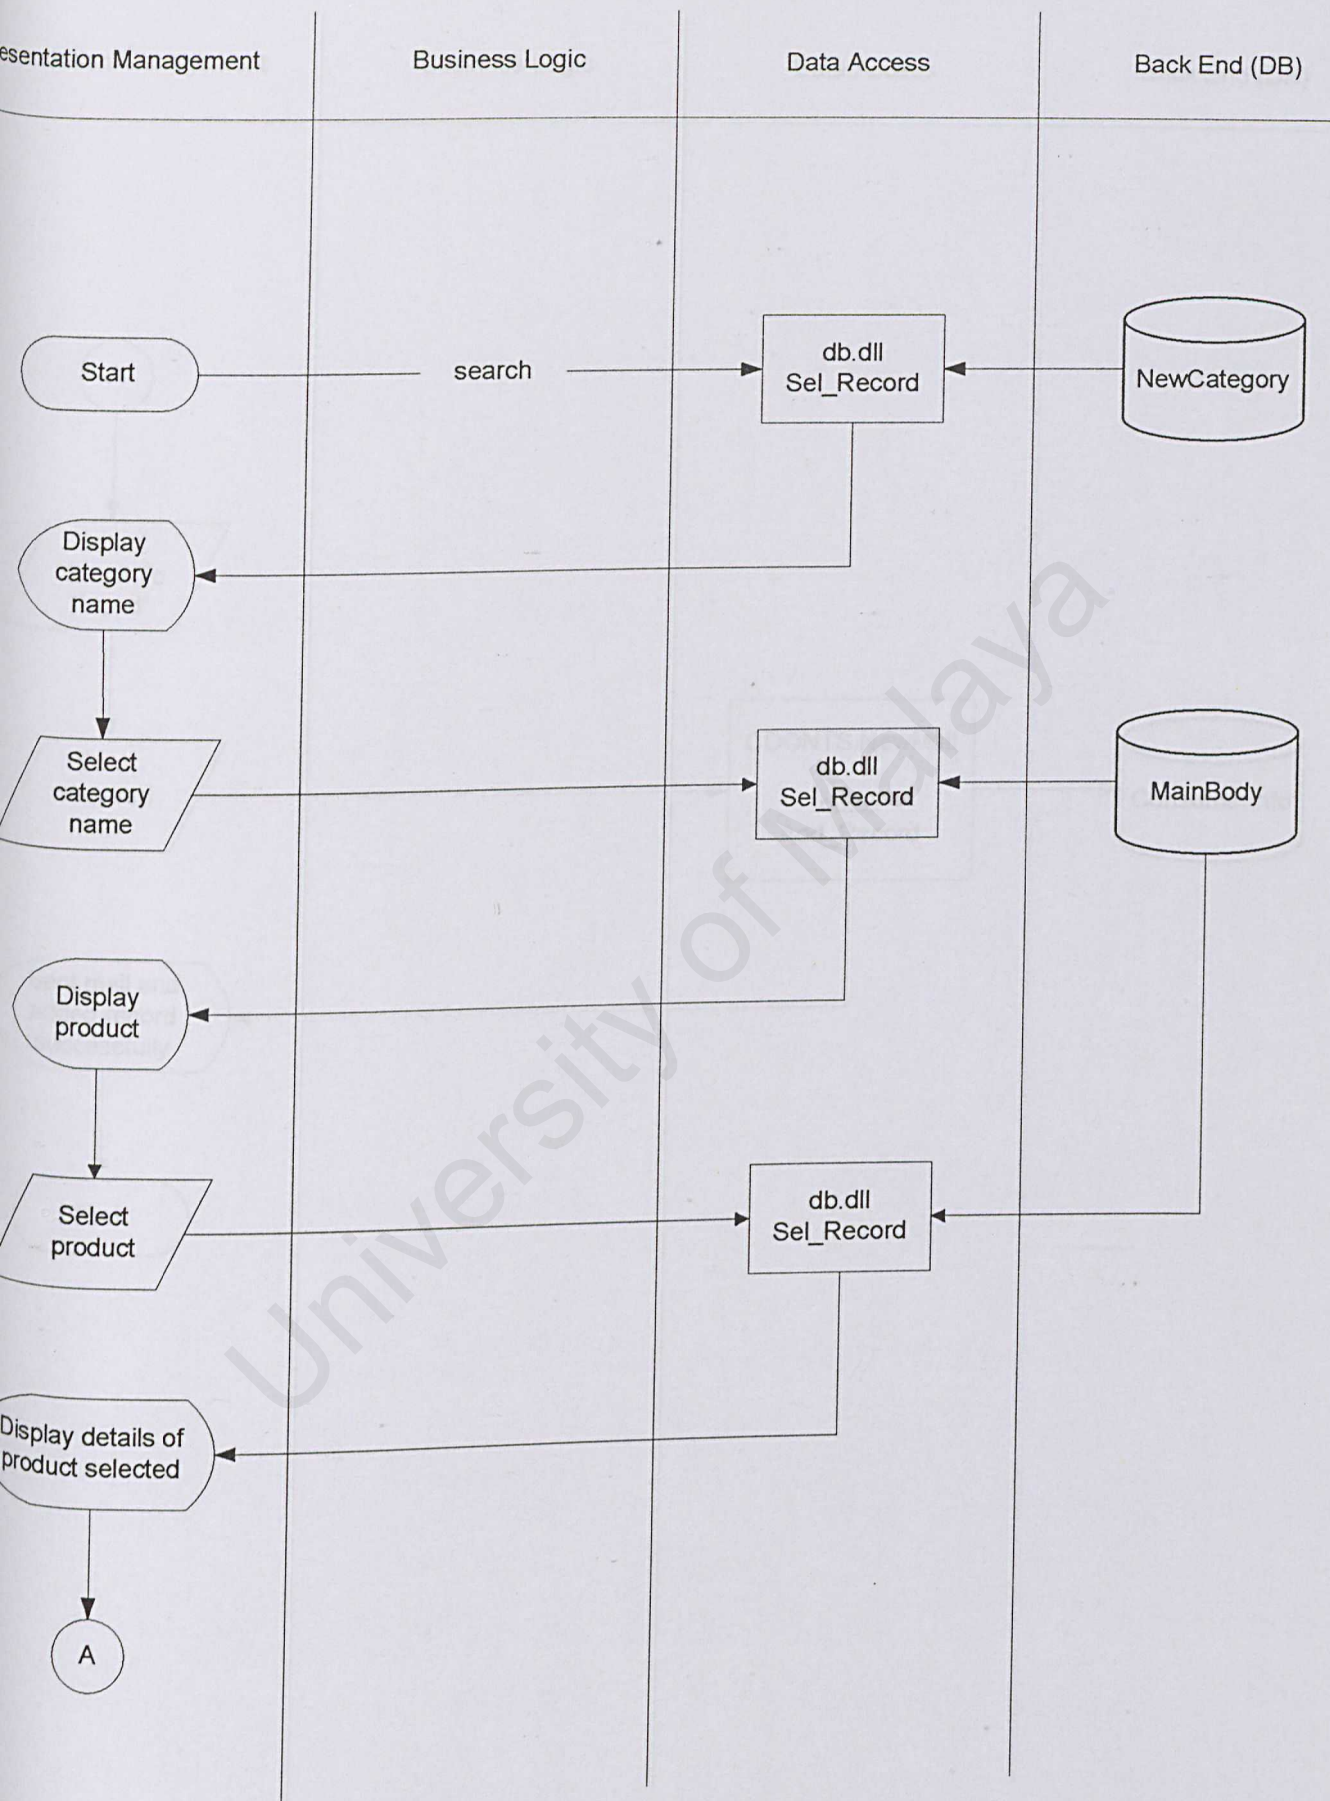 esentation Management
Business Logic
Data Access
Back End (DB)
Start
search
db.dll
Sel_Record
NewCategory
Display
category
name
Select
category
name
db.dll
Sel_Record
MainBody
Display
product
Select
product
db.dll
Sel_Record
Display details of
product selected
A
University of Malaya